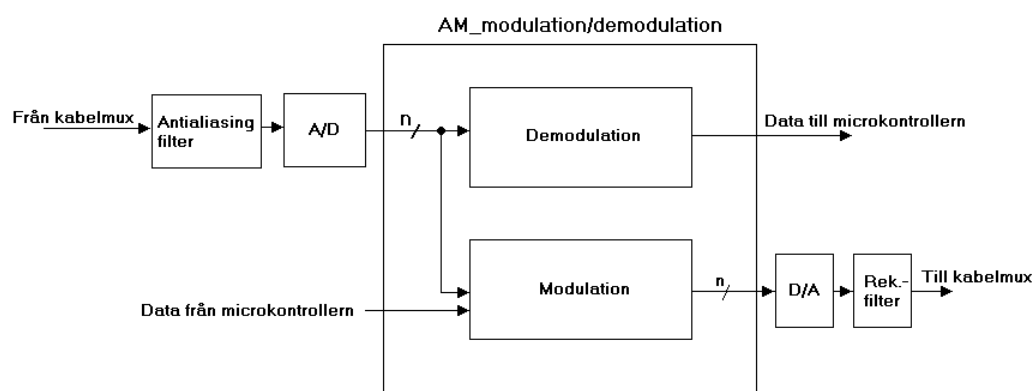 AM_modulation/demodulation
Från kabelmux
Antialiasing
filter
A/D
n
Demodulation
Data till microkontrollern
Data från microkontrollern
Modulation
n
D/A
Rek.-
filter
Till kabelmux